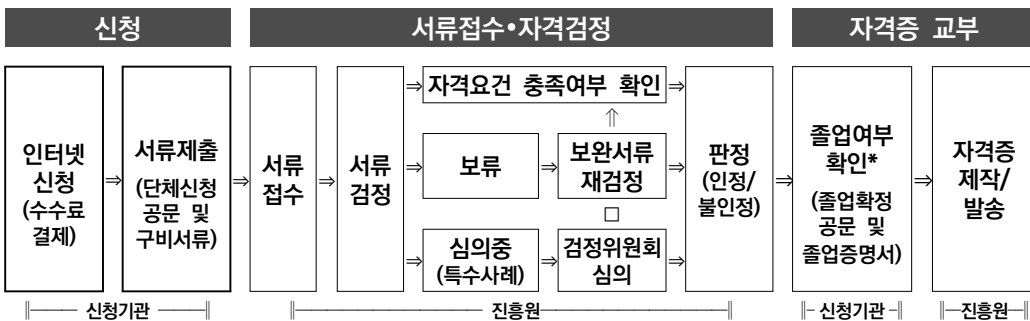 신청
서류접수•자격검정
자격증 교부
인터넷
신청
(수수료
결제)
⇒
서류제출
(단체신청
공문 및
구비서류)
⇒
서류
접수
⇒
서류
검정
⇒
자격요건 충족여부 확인
⇒
⇑
⇒
보류
⇒
보완서류
재검정
□
⇒
심의중
(특수사례)
⇒
검정위원회
심의
⇒
판정
(인정/
불인정)
⇒
졸업여부
확인*
(졸업확정
공문 및
졸업증명서)
⇒
자격증
제작/
발송
신청기관
진흥원
신청기관
진흥원